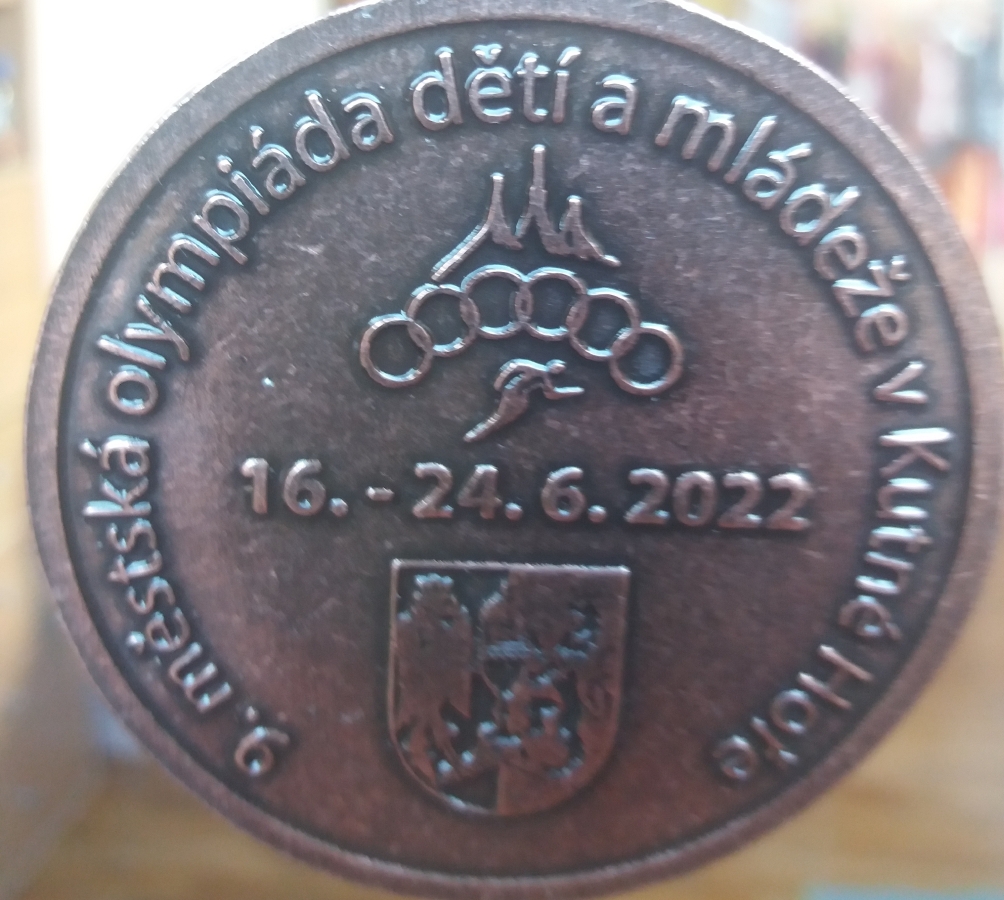 9. městská olympiáda dětí a mládeže v Kutné Hoře
16. - 24. 6. 2022